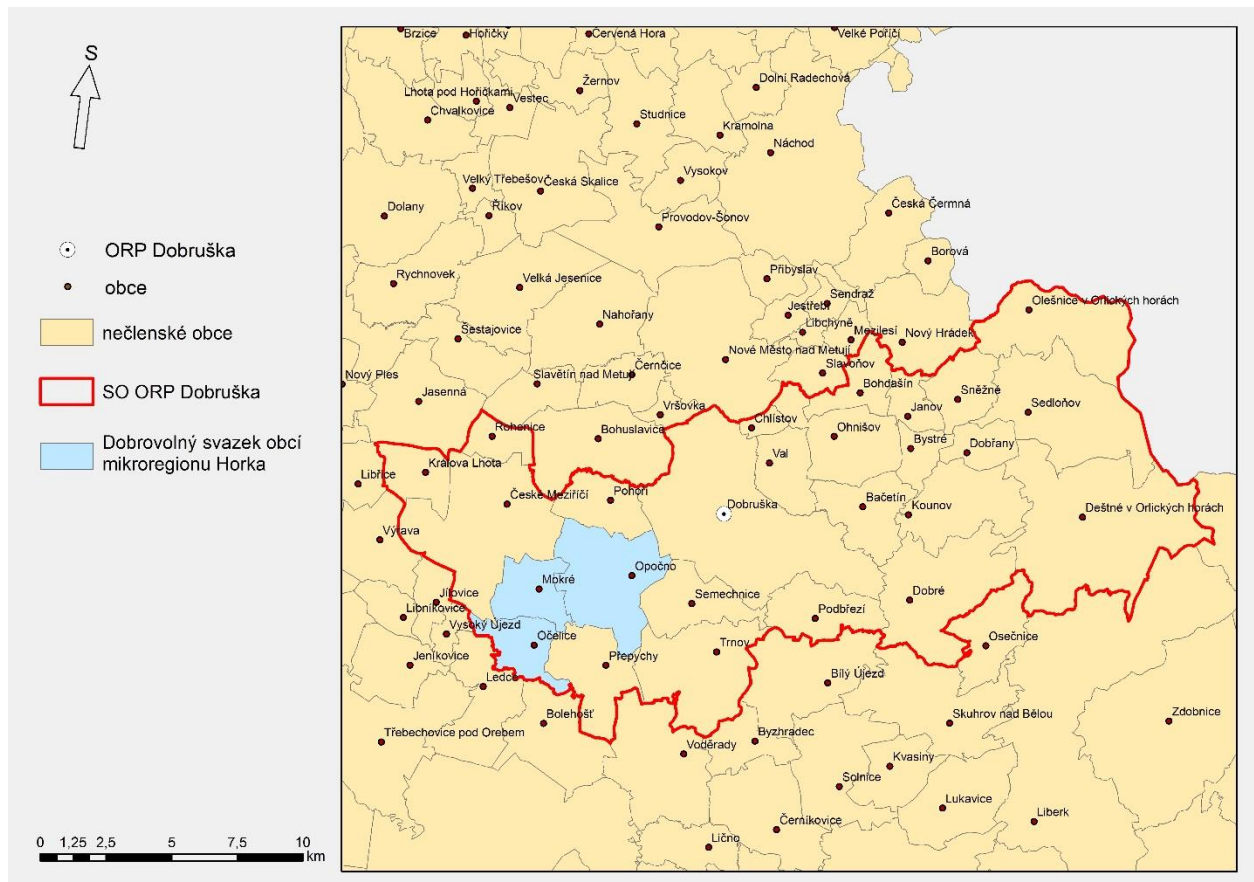 S
ORP Dobruška
obce
nečlenské obce
SO ORP Dobruška
Dobrovolný svazek obcí
mikroregionu Horka
0 1,25 2,5 5 7,5 10
km
Brzice
Hořičky
Červená Hora
Velké Poříčí
Žernov
Dolní Radechová
Lhota pod Hořičkami
Vestec
Chvalkovice
Studnice
Kramolna
Náchod
Vysokov
Velký Třebešov
Česká Skalice
Dolany
Říkov
Česká Čermná
Provodov-Šonov
Borová
Rychnovek
Velká Jesenice
Přibyslav
Sendraž
Olešnice v Orlických horách
Jestřebí
Nahořany
Libchyně
Šestajovice
Mezilesí
Nový Hrádek
Nové Město nad Metují
Nový Ples
Slavětín nad Metují
Černčice
Slavoňov
Bohdašín
Sněžné
Jasenná
Vršovka
Janov
Sedloňov
Chlístov
Rohenice
Bohuslavice
Ohnišov
Bystré
Dobřany
Val
Libřice
Králova Lhota
České Meziříčí
Pohoří
Dobruška
Bačetín
Kounov
Deštné v Orlických horách
Výrava
Opočno
Mokré
Jílovice
Semechnice
Dobré
Libníkovice
Podbřezí
Vysoký Újezd
Očelice
Trnov
Osečnice
Jeníkovice
Přepychy
Ledce
Bílý Újezd
Bolehošť
Skuhrov nad Bělou
Zdobnice
Třebechovice pod Orebem
Voděrady
Byzhradec
Kvasiny
Solnice
Lukavice
Liberk
Černíkovice
Lično